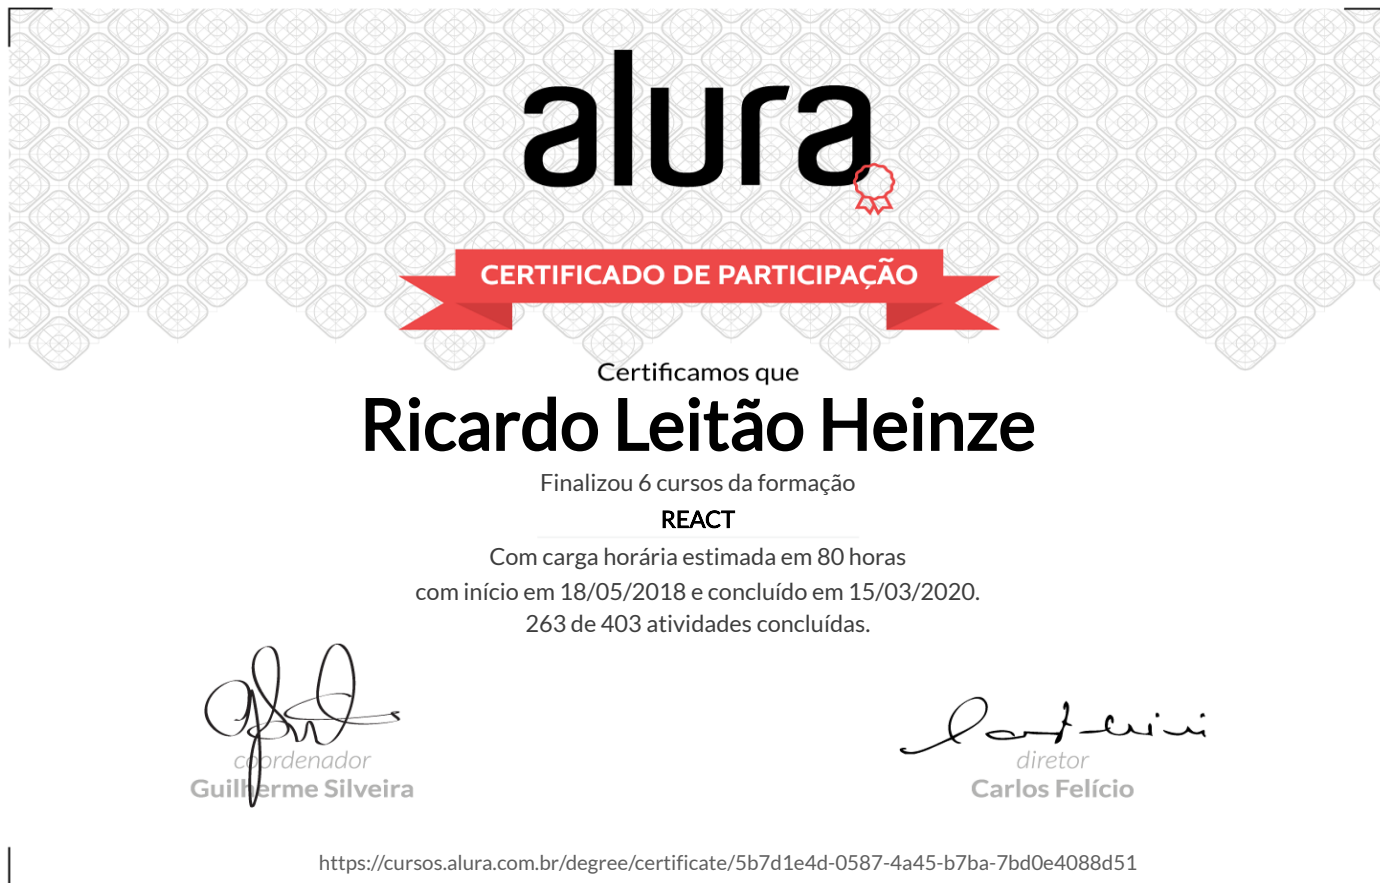 alura
CERTIFICADO DE PARTICIPAÇÃO
Certificamos que
Ricardo Leitão Heinze
Finalizou 6 cursos da formação
REACT
Com carga horária estimada em 80 horas
com início em 18/05/2018 e concluído em 15/03/2020.
263 de 403 atividades concluídas.
coordenador
Guilherme Silveira
diretor
Carlos Felício
https://cursos.alura.com.br/degree/certificate/5b7d1e4d-0587-4a45-b7ba-7bd0e4088d51